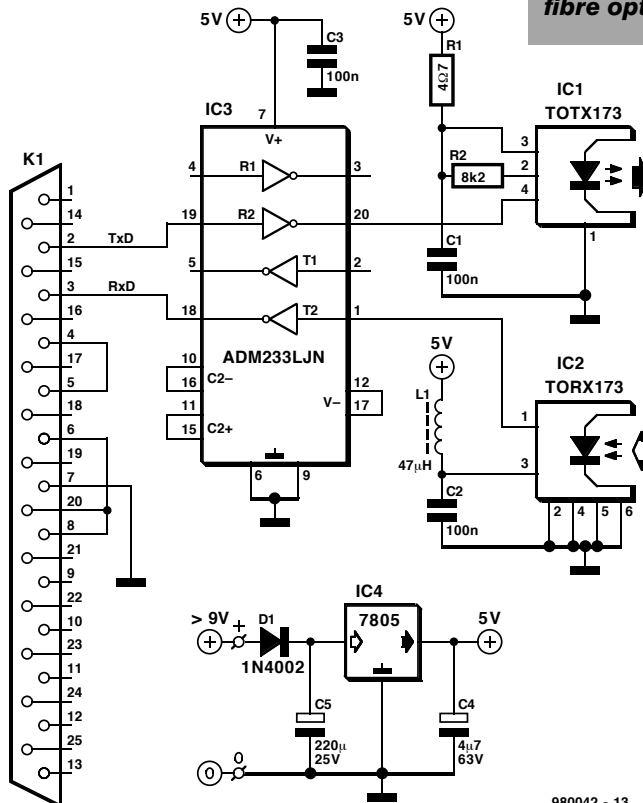 fibre opt
5V
C3
100n
5V
R1
4Ω7
IC1
TOTX173
IC3
7
V+
R2
8k2
3
2
4
1
C1
100n
K1
1
14
2
15
3
16
4
17
5
18
6
19
7
20
8
21
9
22
10
23
11
24
12
25
13
TxD
RxD
4
R1
3
19
R2
20
5
T1
2
18
T2
1
ADM233LJN
10
16
C2–
11
15
C2+
12
V–
17
6
9
5V
L1
47µH
C2
100n
IC2
TORX173
1
3
2
4
5
6
> 9V
+
D1
1N4002
IC4
7805
5V
C5
220µ
25V
C4
4µ7
63V
0
0
980042 - 13